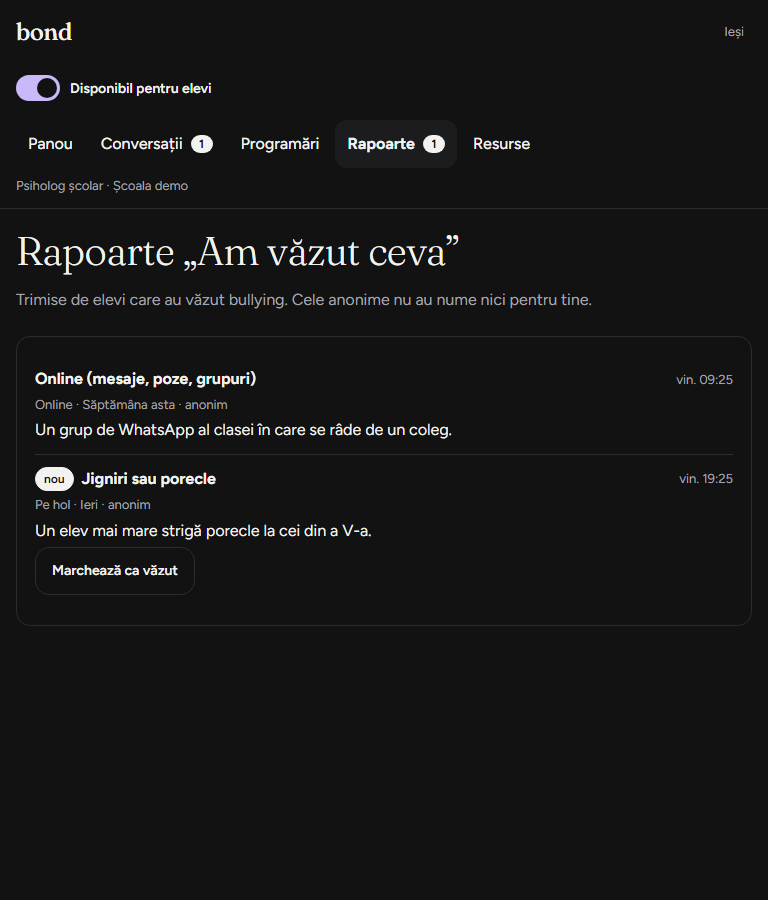 bond
Ieși
Disponibil pentru elevi
Panou
Conversații 1
Programări
Rapoarte 1
Resurse
Psiholog școlar · Școala demo
Rapoarte „Am văzut ceva”
Trimise de elevi care au văzut bullying. Cele anonime nu au nume nici pentru tine.
Online (mesaje, poze, grupuri)
vin. 09:25
Online · Săptămâna asta · anonim
Un grup de WhatsApp al clasei în care se râde de un coleg.
nou Jigniri sau porecle
vin. 19:25
Pe hol · Ieri · anonim
Un elev mai mare strigă porecle la cei din a V-a.
Marchează ca văzut